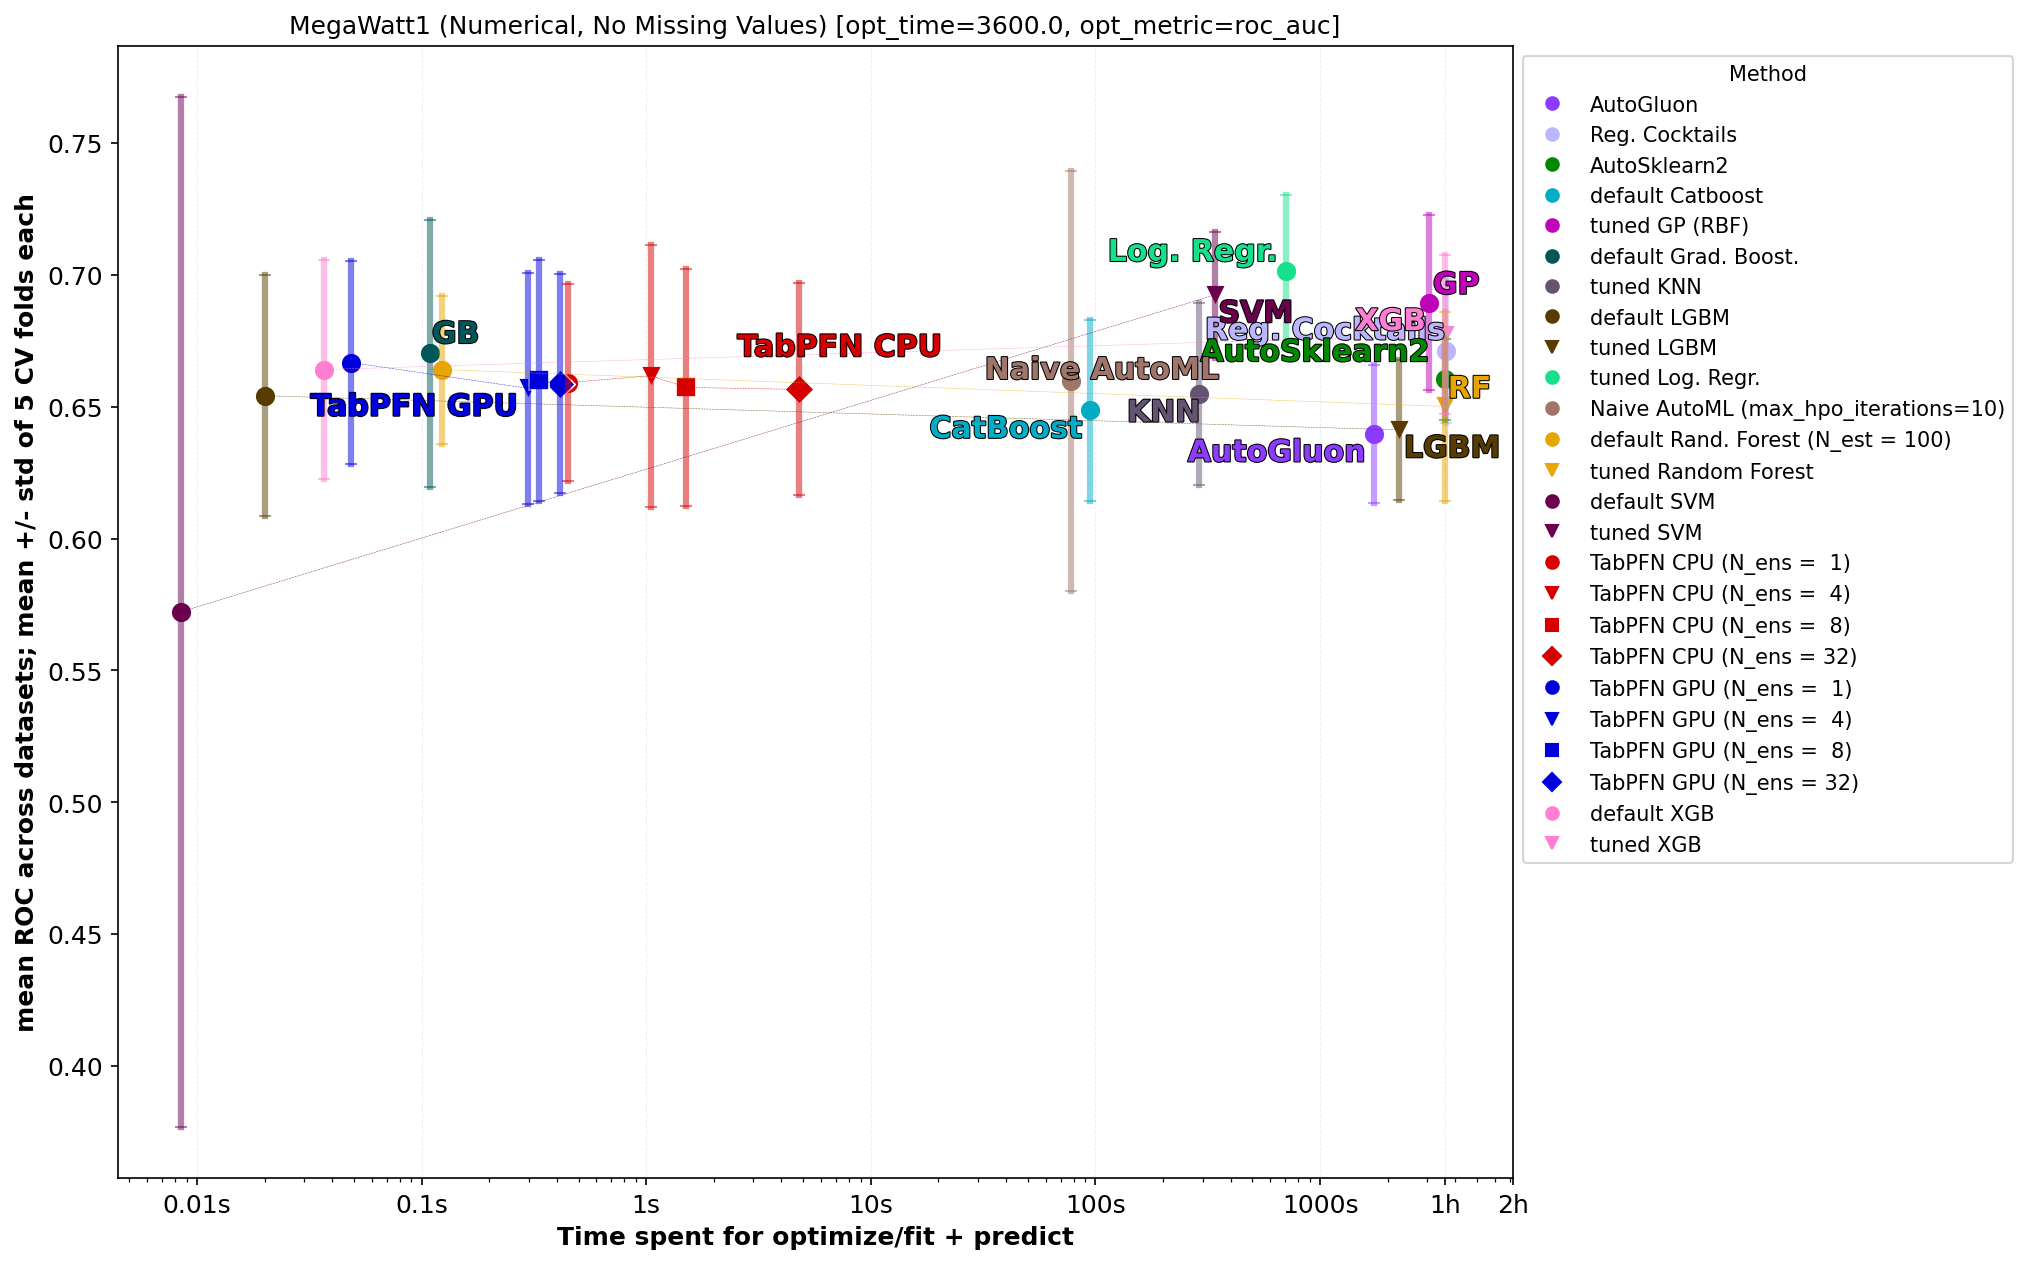 MegaWatt1 (Numerical, No Missing Values) [opt_time=3600.0, opt_metric=roc_auc]
mean ROC across datasets; mean +/- std of 5 CV folds each
0.75
0.70
0.65
0.60
0.55
0.50
0.45
0.40
Log. Regr.
GP
SVM
XGB
Reg. Cocktails
GB
TabPFN CPU
AutoSklearn2
Naive AutoML
RF
TabPFN GPU
KNN
CatBoost
LGBM
AutoGluon
0.01s
0.1s
1s
10s
100s
1000s
1h
2h
Time spent for optimize/fit + predict
Method
AutoGluon
Reg. Cocktails
AutoSklearn2
default Catboost
tuned GP (RBF)
default Grad. Boost.
tuned KNN
default LGBM
tuned LGBM
tuned Log. Regr.
Naive AutoML (max_hpo_iterations=10)
default Rand. Forest (N_est = 100)
tuned Random Forest
default SVM
tuned SVM
TabPFN CPU (N_ens =  1)
TabPFN CPU (N_ens =  4)
TabPFN CPU (N_ens =  8)
TabPFN CPU (N_ens = 32)
TabPFN GPU (N_ens =  1)
TabPFN GPU (N_ens =  4)
TabPFN GPU (N_ens =  8)
TabPFN GPU (N_ens = 32)
default XGB
tuned XGB